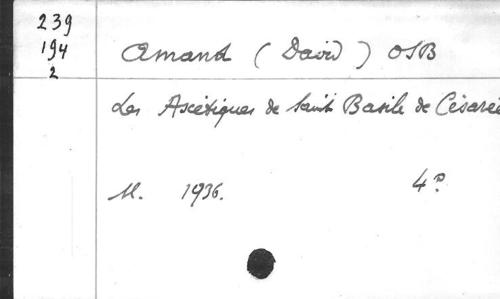 239
194
2
Amand (David) OSB
Les Ascétiques de Saint Basile de Césarée
M. 1936. 4°